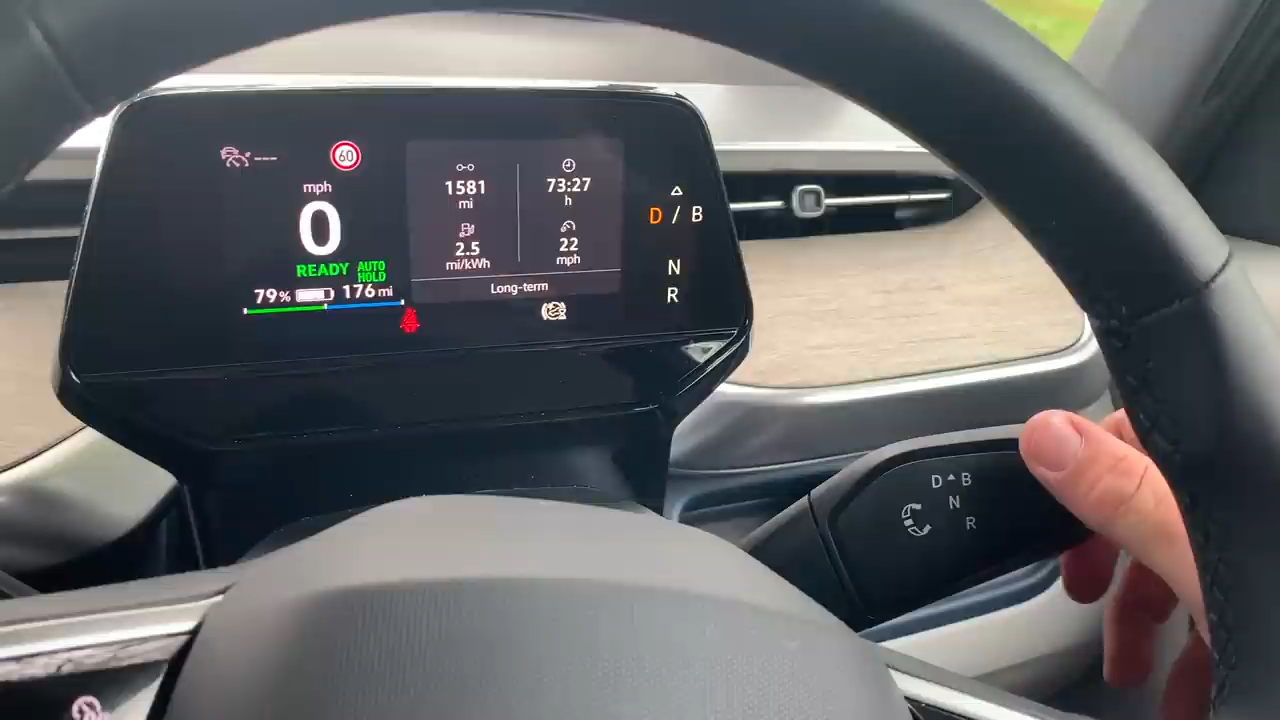 ---
60
mph
0
READY AUTO HOLD
79% 176 mi
1581
mi
73:27
h
2.5
mi/kWh
22
mph
Long-term
D / B
N
R
D B
N
R